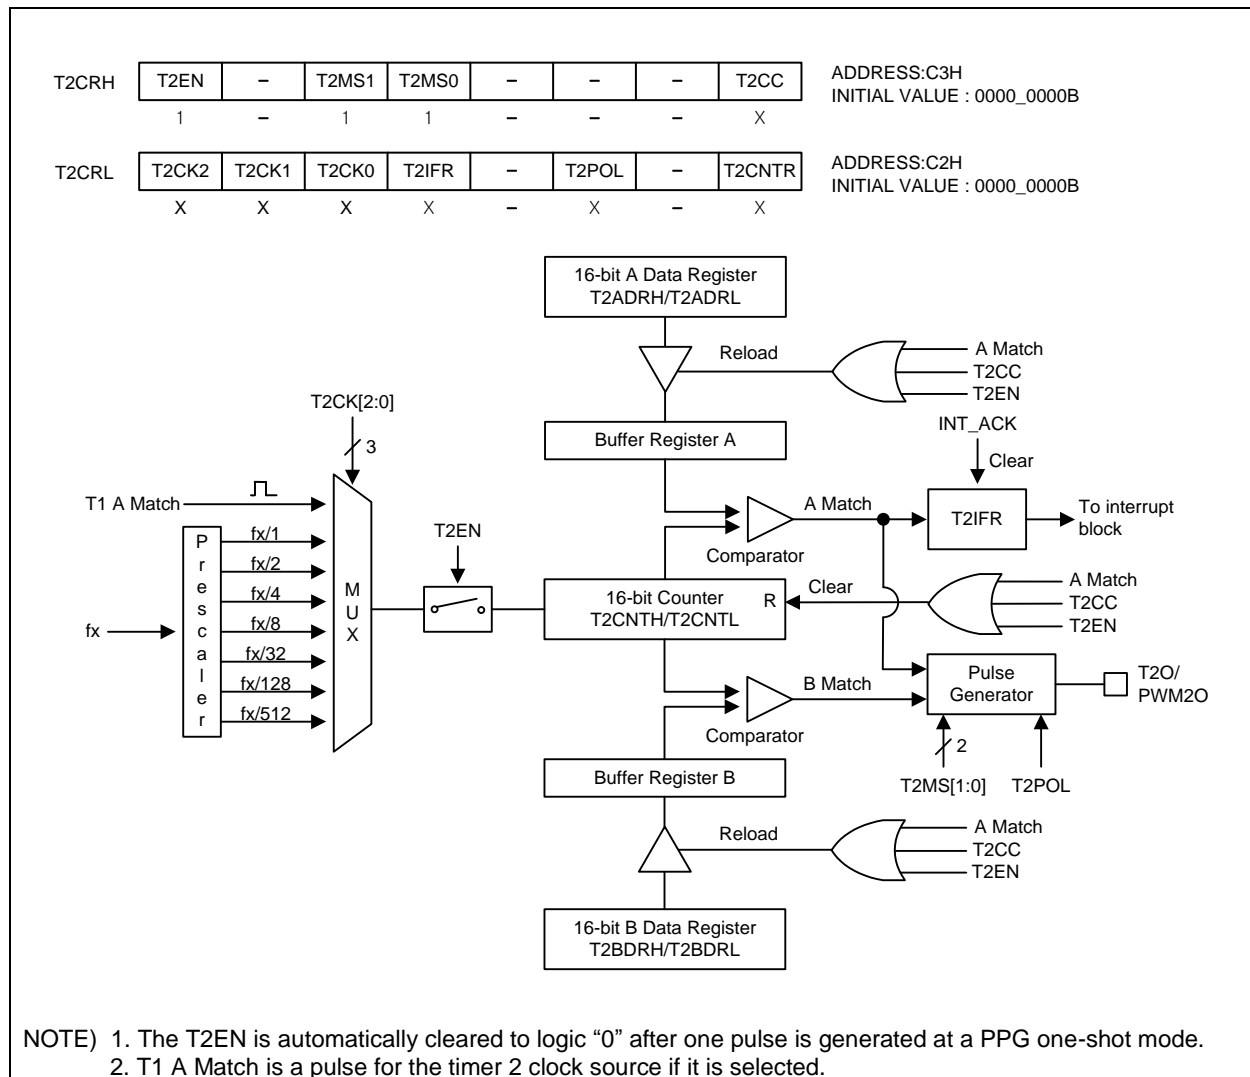 T2CRH T2EN – T2MS1 T2MS0 – – – T2CC ADDRESS:C3H
INITIAL VALUE : 0000_0000B
1 – 1 1 – – – X
T2CRL T2CK2 T2CK1 T2CK0 T2IFR – T2POL – T2CNTR ADDRESS:C2H
INITIAL VALUE : 0000_0000B
X X X X – X – X
16-bit A Data Register
T2ADRH/T2ADRL
Reload
A Match
T2CC
T2EN
T2CK[2:0]
3
Buffer Register A
INT_ACK
Clear
T1 A Match
A Match
T2IFR
To interrupt
block
Comparator
Prescaler
fx
fx/1
fx/2
fx/4
fx/8
fx/32
fx/128
fx/512
MUX
T2EN
16-bit Counter
T2CNTH/T2CNTL
R
Clear
A Match
T2CC
T2EN
B Match
Comparator
Pulse
Generator
T2O/
PWM2O
2
T2MS[1:0]
T2POL
Buffer Register B
Reload
A Match
T2CC
T2EN
16-bit B Data Register
T2BDRH/T2BDRL
NOTE) 1. The T2EN is automatically cleared to logic “0” after one pulse is generated at a PPG one-shot mode.
2. T1 A Match is a pulse for the timer 2 clock source if it is selected.